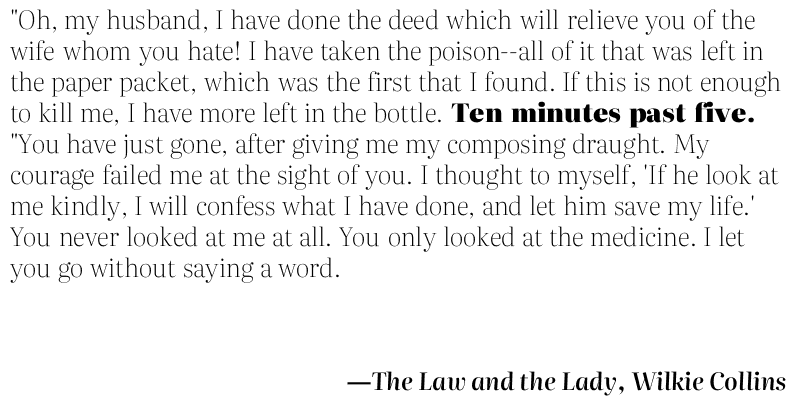 "Oh, my husband, I have done the deed which will relieve you of the
wife whom you hate! I have taken the poison--all of it that was left in
the paper packet, which was the first that I found. If this is not enough
to kill me, I have more left in the bottle. Ten minutes past five.
"You have just gone, after giving me my composing draught. My
courage failed me at the sight of you. I thought to myself, 'If he look at
me kindly, I will confess what I have done, and let him save my life.'
You never looked at me at all. You only looked at the medicine. I let
you go without saying a word.
—The Law and the Lady, Wilkie Collins